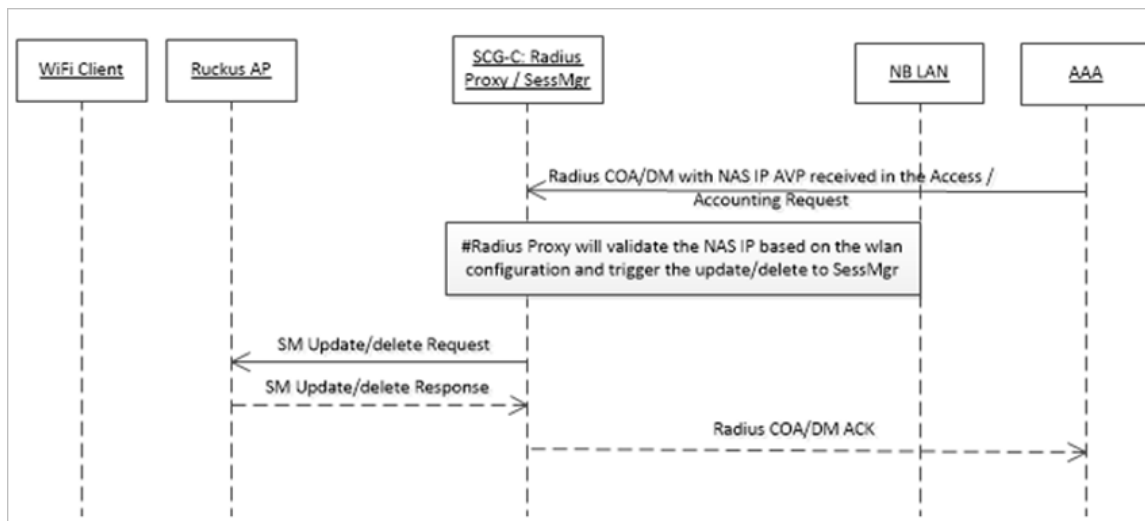 WiFi Client
Ruckus AP
SCG-C: Radius
Proxy / SessMgr
NB LAN
AAA
Radius COA/DM with NAS IP AVP received in the Access /
Accounting Request
#Radius Proxy will validate the NAS IP based on the wlan
configuration and trigger the update/delete to SessMgr
SM Update/delete Request
SM Update/delete Response
Radius COA/DM ACK